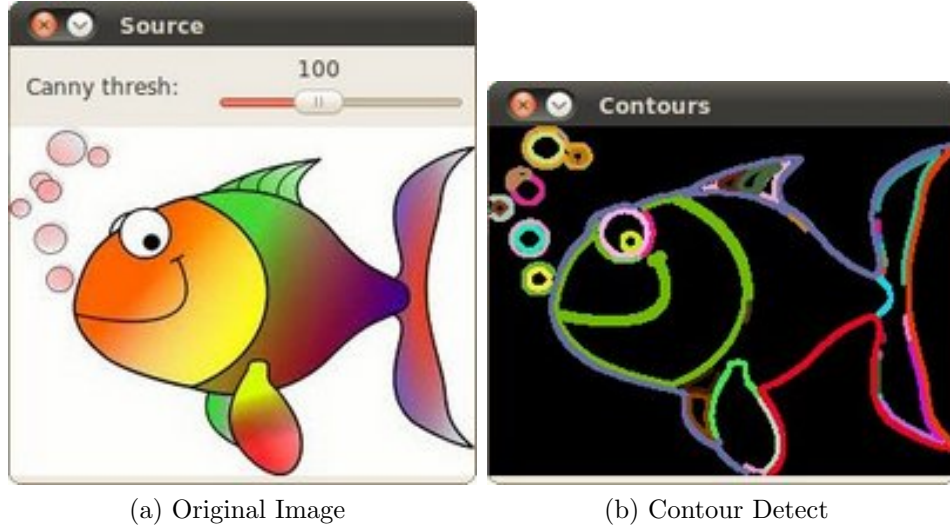 Source
Canny thresh:
100
Contours
(a) Original Image
(b) Contour Detect